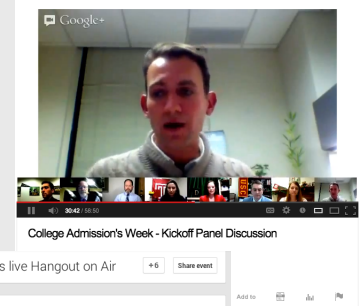 Google+
USC
30:42 / 58:50
College Admission's Week - Kickoff Panel Discussion
s live Hangout on Air
+6
Share event
Add to